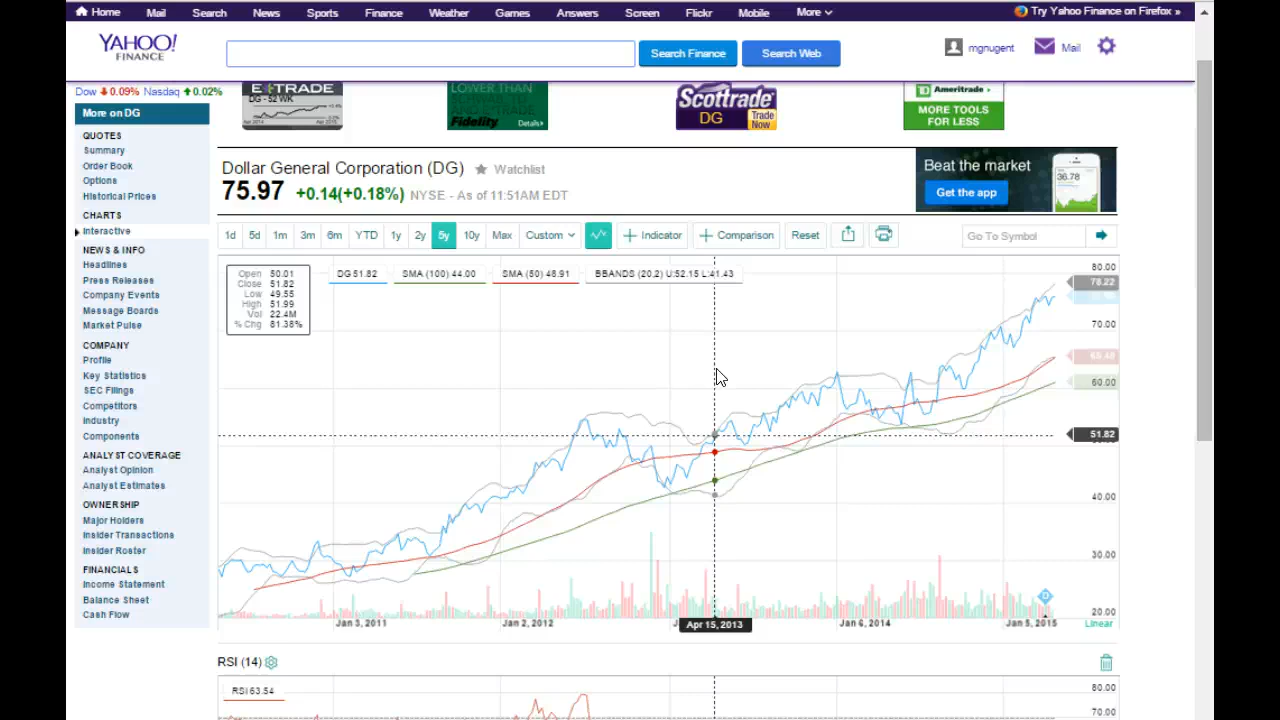 Home Mail Search News Sports Finance Weather Games Answers Screen Flickr Mobile More Try Yahoo Finance on Firefox »
YAHOO!
FINANCE
Search Finance
Search Web
mgnugent
Mail
Dow 0.09% Nasdaq 0.02%
E TRADE
DG - 52 WK
LOWER THAN
Fidelity
Details
Scottrade
DG
Trade
Now
Ameritrade
MORE TOOLS
FOR LESS
More on DG
QUOTES
Summary
Order Book
Options
Historical Prices
CHARTS
Interactive
NEWS & INFO
Headlines
Press Releases
Company Events
Message Boards
Market Pulse
COMPANY
Profile
Key Statistics
SEC Filings
Competitors
Industry
Components
ANALYST COVERAGE
Analyst Opinion
Analyst Estimates
OWNERSHIP
Major Holders
Insider Transactions
Insider Roster
FINANCIALS
Income Statement
Balance Sheet
Cash Flow
Dollar General Corporation (DG) Watchlist
75.97 +0.14(+0.18%) NYSE - As of 11:51AM EDT
Beat the market
Get the app
36.78
1d 5d 1m 3m 6m YTD 1y 2y 5y 10y Max Custom Indicator Comparison Reset Go To Symbol
Open 50.01
Close 51.82
Low 49.55
High 51.99
Vol 22.4M
% Chg 81.38%
DG 51.82 SMA (100) 44.00 SMA (50) 48.91 BBANDS (20,2) U:52.15 L:41.43
80.00
78.22
70.00
65.48
60.00
51.82
40.00
30.00
20.00
Jan 3, 2011 Jan 2, 2012 Apr 15, 2013 Jan 6, 2014 Jan 5, 2015 Linear
D
RSI (14)
RSI 63.54
80.00
70.00